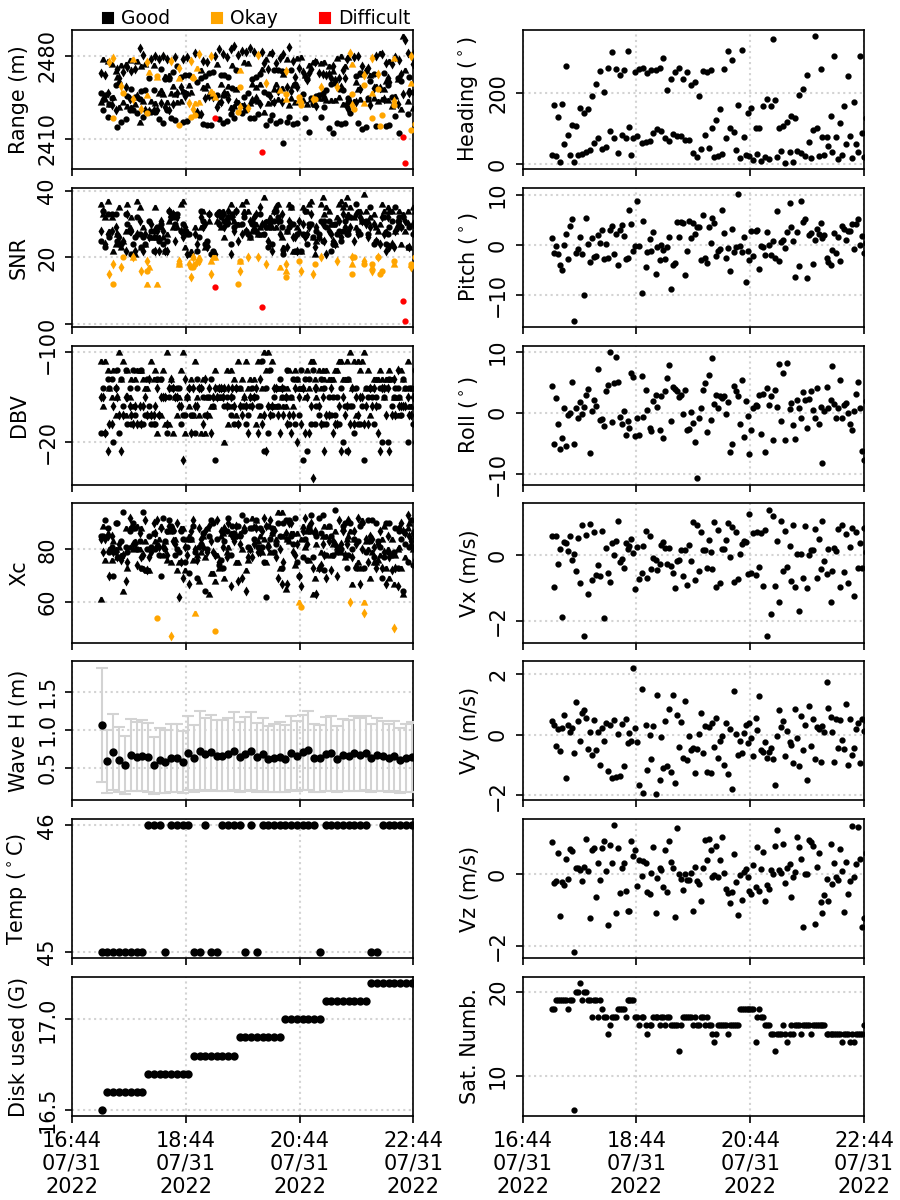 Good Okay Difficult
Range (m)
2480
2410
Heading (°)
200
0
SNR
40
20
0
Pitch (°)
10
0
−10
DBV
−10
−20
Roll (°)
10
0
−10
Xc
80
60
Vx (m/s)
0
−2
Wave H (m)
1.5
1.0
0.5
Vy (m/s)
2
0
−2
Temp (°C)
46
45
Vz (m/s)
0
−2
Disk used (G)
17.0
16.5
Sat. Numb.
20
10
16:44 18:44 20:44 22:44
07/31 07/31 07/31 07/31
2022 2022 2022 2022
16:44 18:44 20:44 22:44
07/31 07/31 07/31 07/31
2022 2022 2022 2022